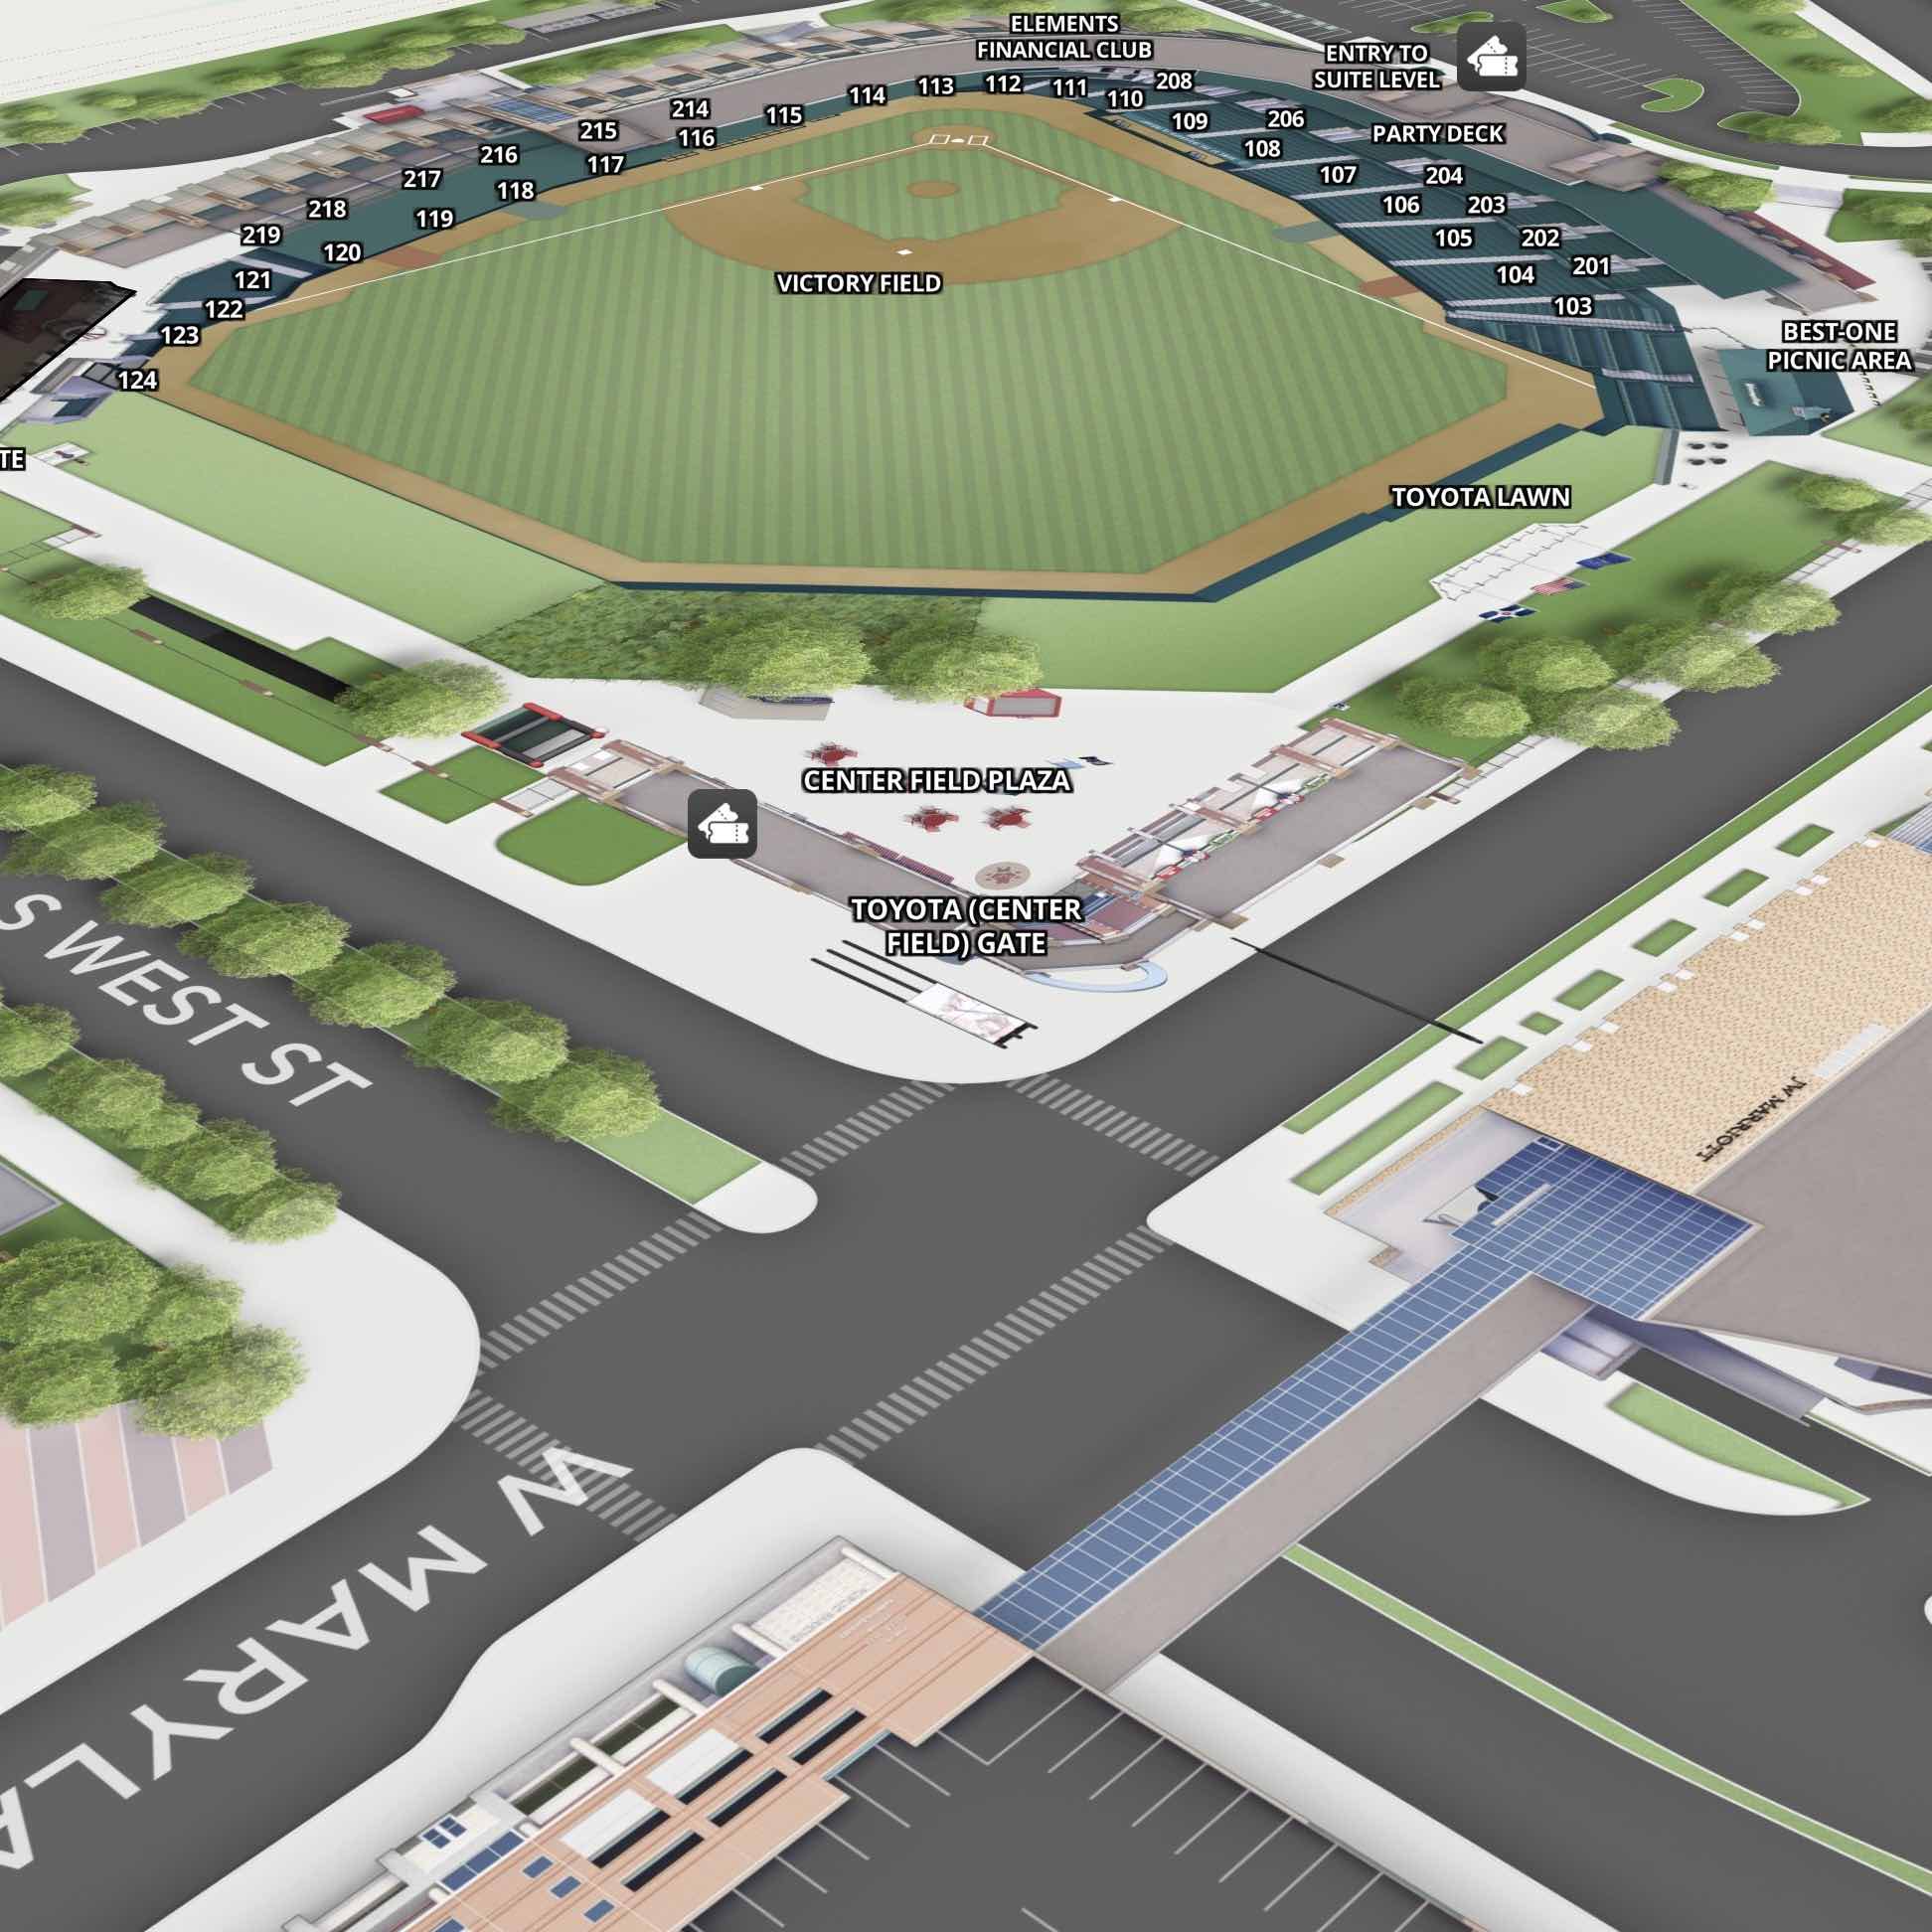 ELEMENTS
FINANCIAL CLUB
ENTRY TO
SUITE LEVEL
114
113
112
111
110
208
214
115
215
116
109
206
PARTY DECK
216
117
108
217
118
107
204
218
119
106
203
219
120
105
202
121
VICTORY FIELD
104
201
122
103
123
BEST-ONE
PICNIC AREA
124
TE
TOYOTA LAWN
CENTER FIELD PLAZA
TOYOTA (CENTER
FIELD) GATE
S WEST ST
JW MARRIOTT
W MARYLA